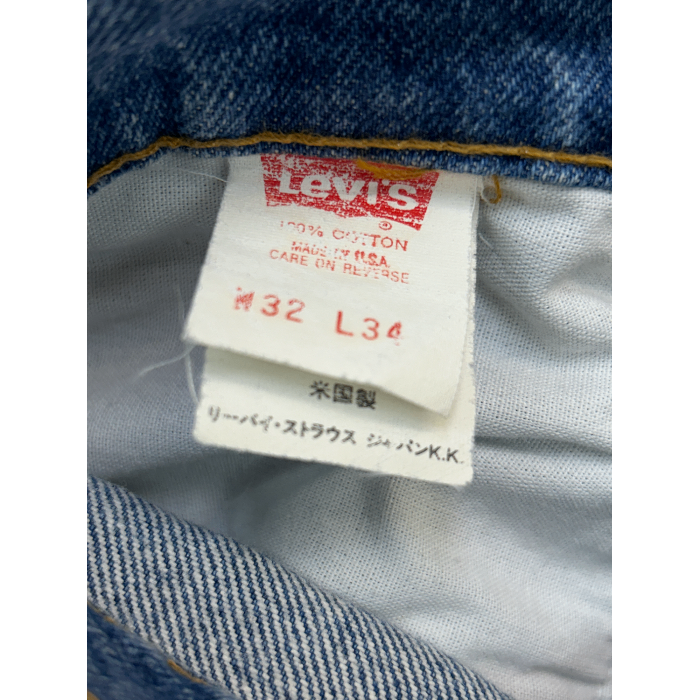 Levi's
®
100% COTTON
MADE IN U.S.A.
CARE ON REVERSE
W32 L34
米国製
リーバイ・ストラウス ジャパンK.K.